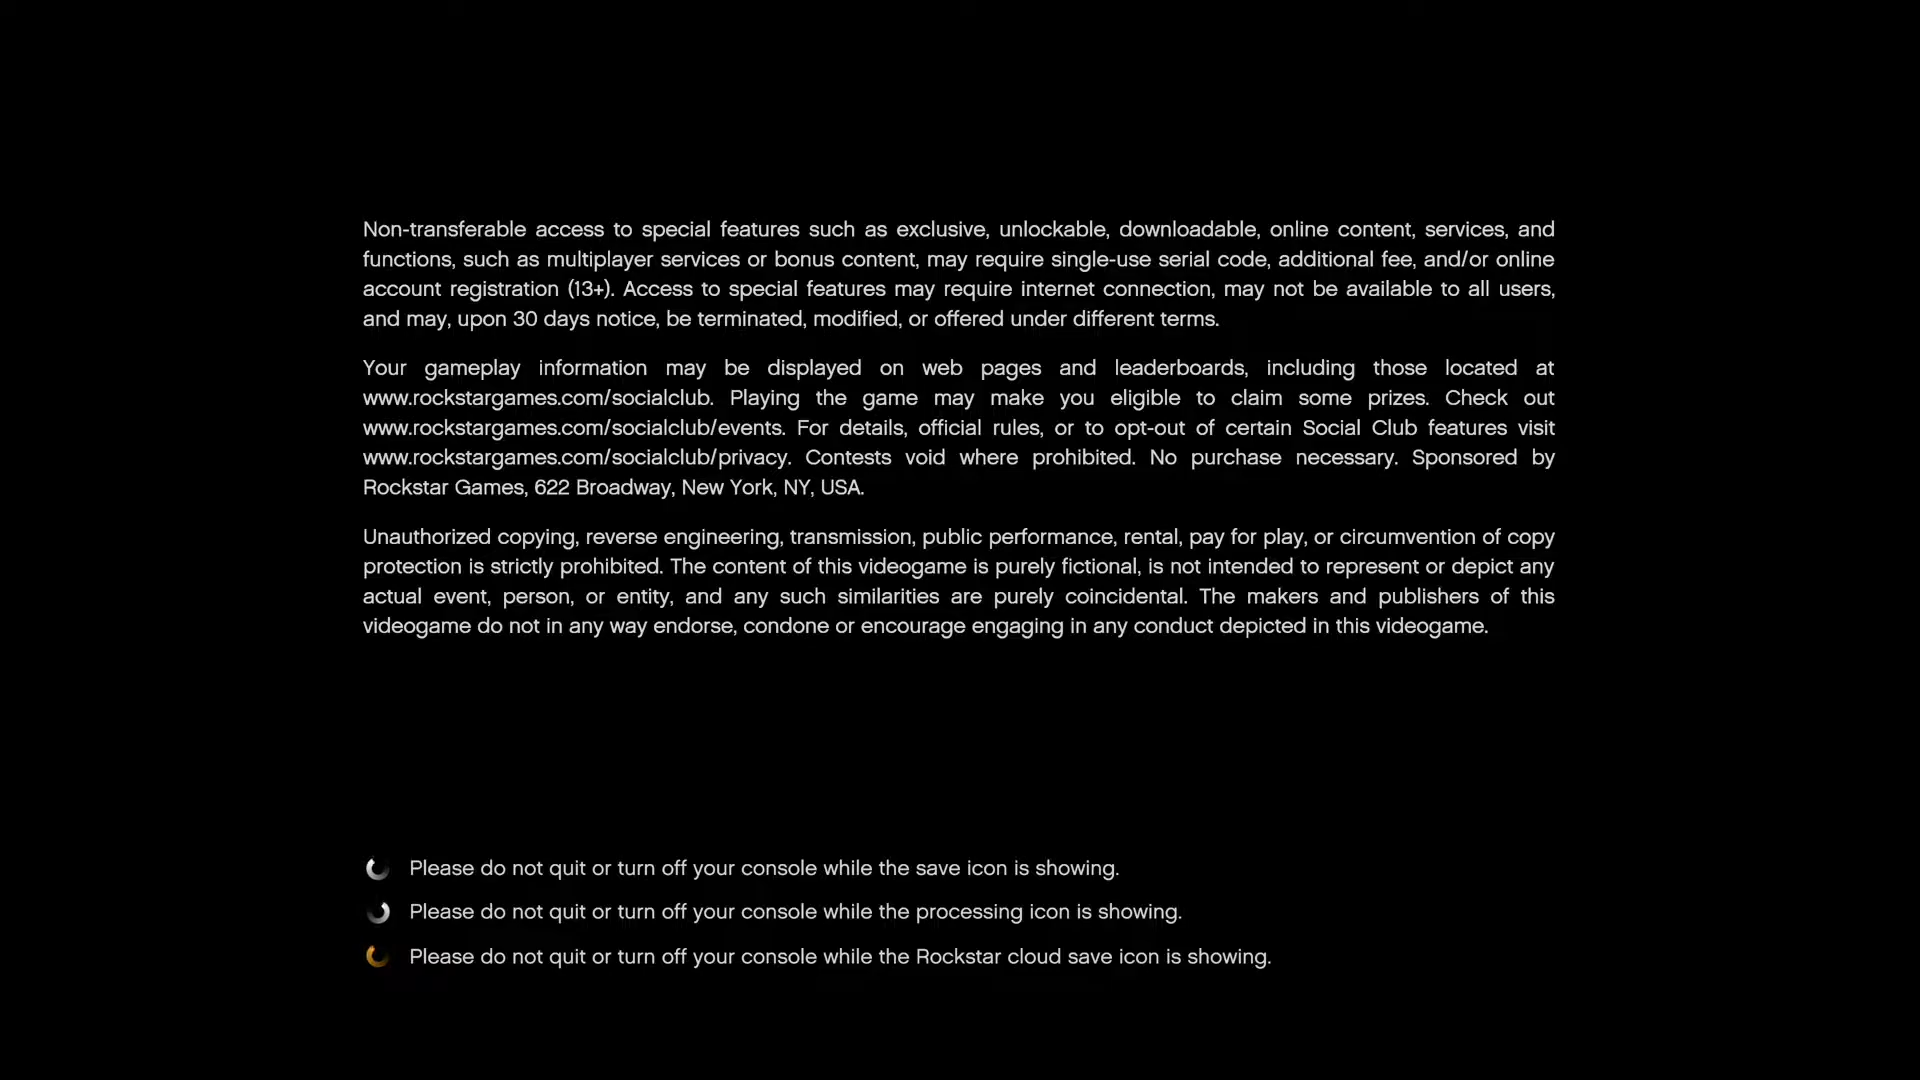 Non-transferable access to special features such as exclusive, unlockable, downloadable, online content, services, and
functions, such as multiplayer services or bonus content, may require single-use serial code, additional fee, and/or online
account registration (13+). Access to special features may require internet connection, may not be available to all users,
and may, upon 30 days notice, be terminated, modified, or offered under different terms.
Your gameplay information may be displayed on web pages and leaderboards, including those located at
www.rockstargames.com/socialclub. Playing the game may make you eligible to claim some prizes. Check out
www.rockstargames.com/socialclub/events. For details, official rules, or to opt-out of certain Social Club features visit
www.rockstargames.com/socialclub/privacy. Contests void where prohibited. No purchase necessary. Sponsored by
Rockstar Games, 622 Broadway, New York, NY, USA.
Unauthorized copying, reverse engineering, transmission, public performance, rental, pay for play, or circumvention of copy
protection is strictly prohibited. The content of this videogame is purely fictional, is not intended to represent or depict any
actual event, person, or entity, and any such similarities are purely coincidental. The makers and publishers of this
videogame do not in any way endorse, condone or encourage engaging in any conduct depicted in this videogame.
Please do not quit or turn off your console while the save icon is showing.
Please do not quit or turn off your console while the processing icon is showing.
Please do not quit or turn off your console while the Rockstar cloud save icon is showing.